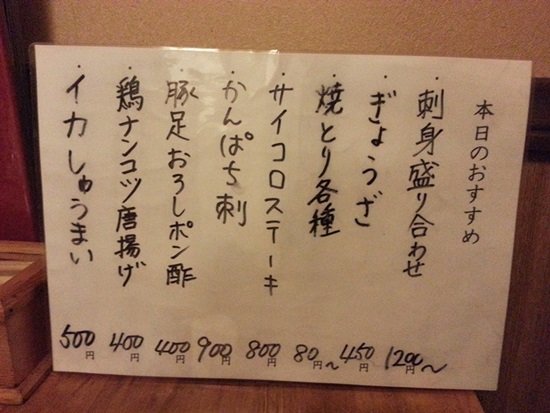 本日のおすすめ
・刺身盛り合わせ 1200円～
・ぎょうざ 450円
・焼とり各種 80円～
・サイコロステーキ 800円
・かんぱち刺 900円
・豚足おろしポン酢 400円
・鶏ナンコツ唐揚げ 400円
・イカしゅうまい 500円